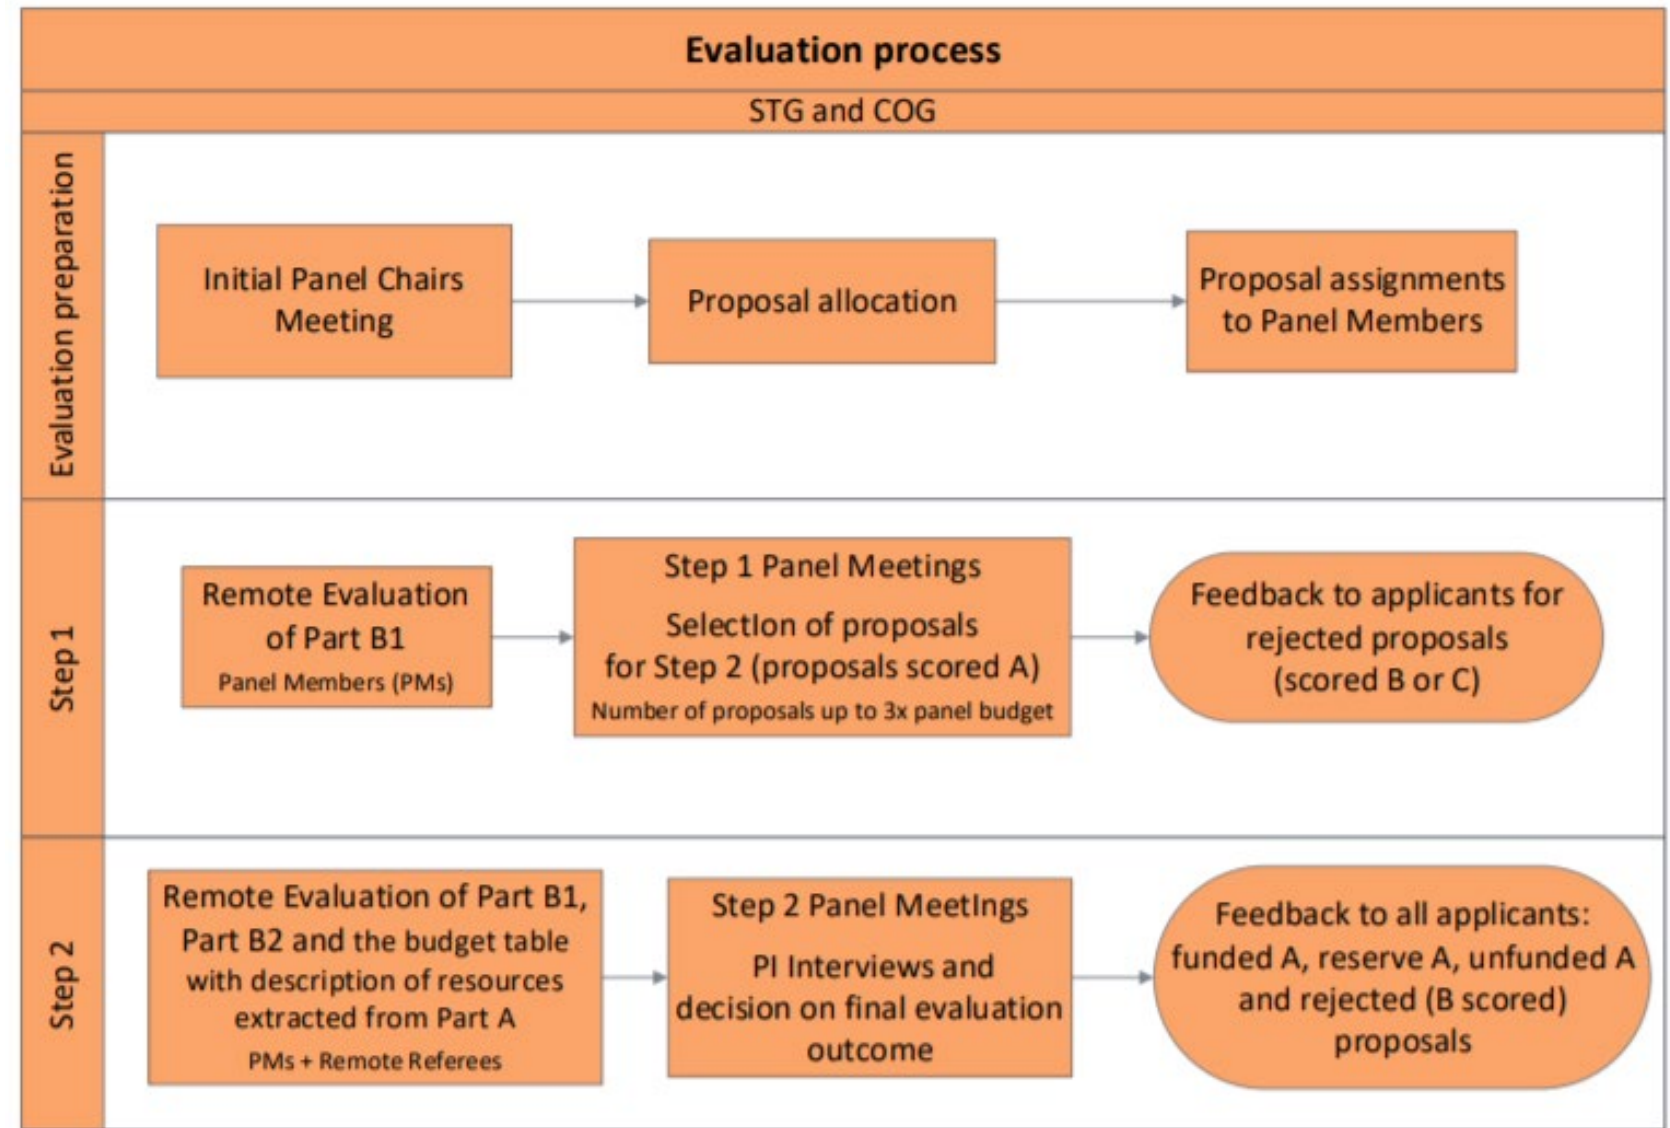 Evaluation process
STG and COG
Evaluation preparation
Initial Panel Chairs
Meeting
Proposal allocation
Proposal assignments
to Panel Members
Step 1
Remote Evaluation
of Part B1
Panel Members (PMs)
Step 1 Panel Meetings
SelectIon of proposals
for Step 2 (proposals scored A)
Number of proposals up to 3x panel budget
Feedback to applicants for
rejected proposals
(scored B or C)
Step 2
Remote Evaluation of Part B1,
Part B2 and the budget table
with description of resources
extracted from Part A
PMs + Remote Referees
Step 2 Panel MeetIngs
PI Interviews and
decision on final evaluation
outcome
Feedback to all applicants:
funded A, reserve A, unfunded A
and rejected (B scored)
proposals